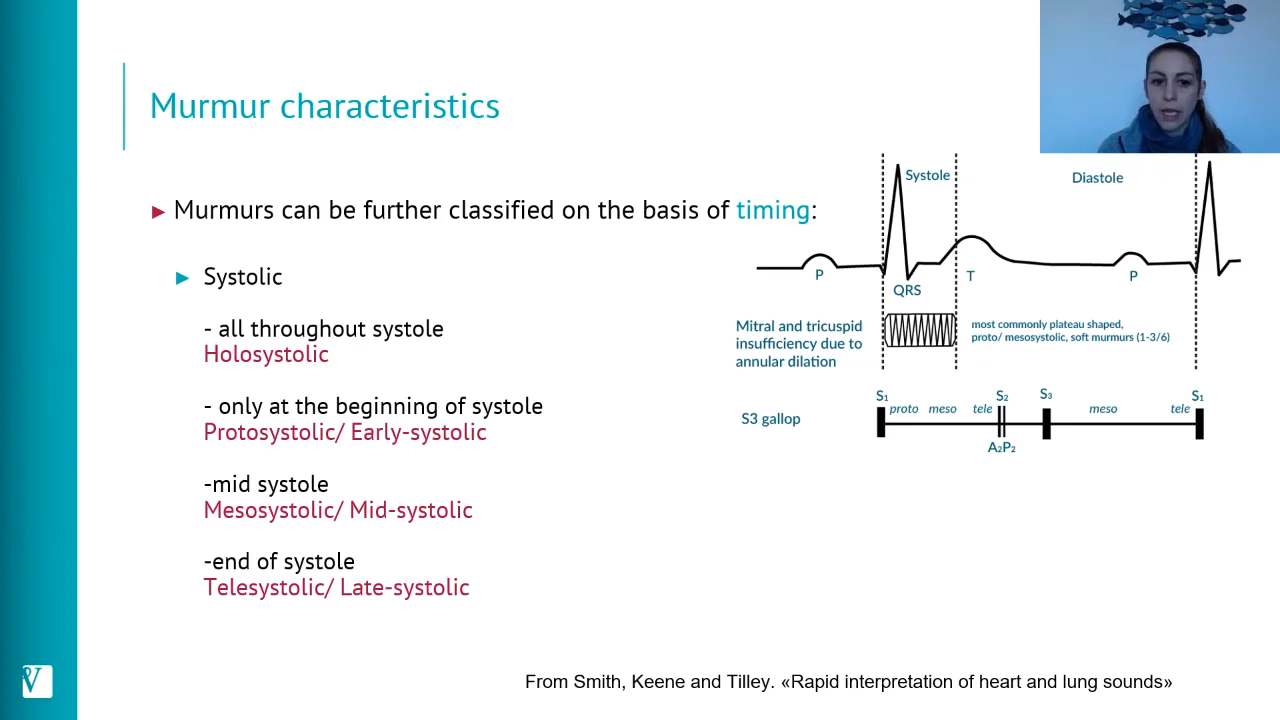 Murmur characteristics
► Murmurs can be further classified on the basis of timing:
► Systolic
- all throughout systole
Holosystolic
- only at the beginning of systole
Protosystolic/ Early-systolic
-mid systole
Mesosystolic/ Mid-systolic
-end of systole
Telesystolic/ Late-systolic
Systole
Diastole
P
QRS
T
P
Mitral and tricuspid
insufficiency due to
annular dilation
most commonly plateau shaped,
proto/ mesosystolic, soft murmurs (1-3/6)
S3 gallop
S1
proto
meso
tele
S2
A2P2
S3
meso
tele
S1
From Smith, Keene and Tilley. «Rapid interpretation of heart and lung sounds»
V